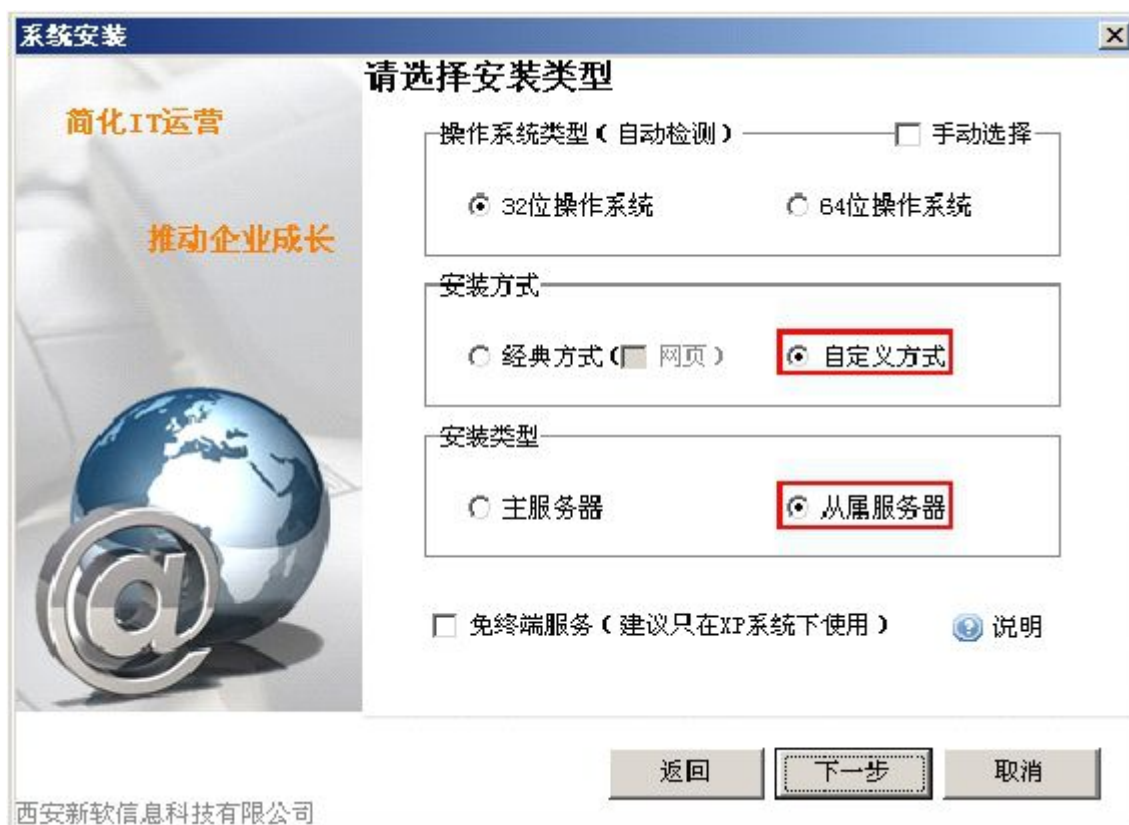 系统安装
请选择安装类型
简化IT运营
推动企业成长
操作系统类型(自动检测)
手动选择
32位操作系统
64位操作系统
安装方式
经典方式(网页)
自定义方式
安装类型
主服务器
从属服务器
免终端服务(建议只在XP系统下使用)
说明
返回
下一步
取消
西安新软信息科技有限公司